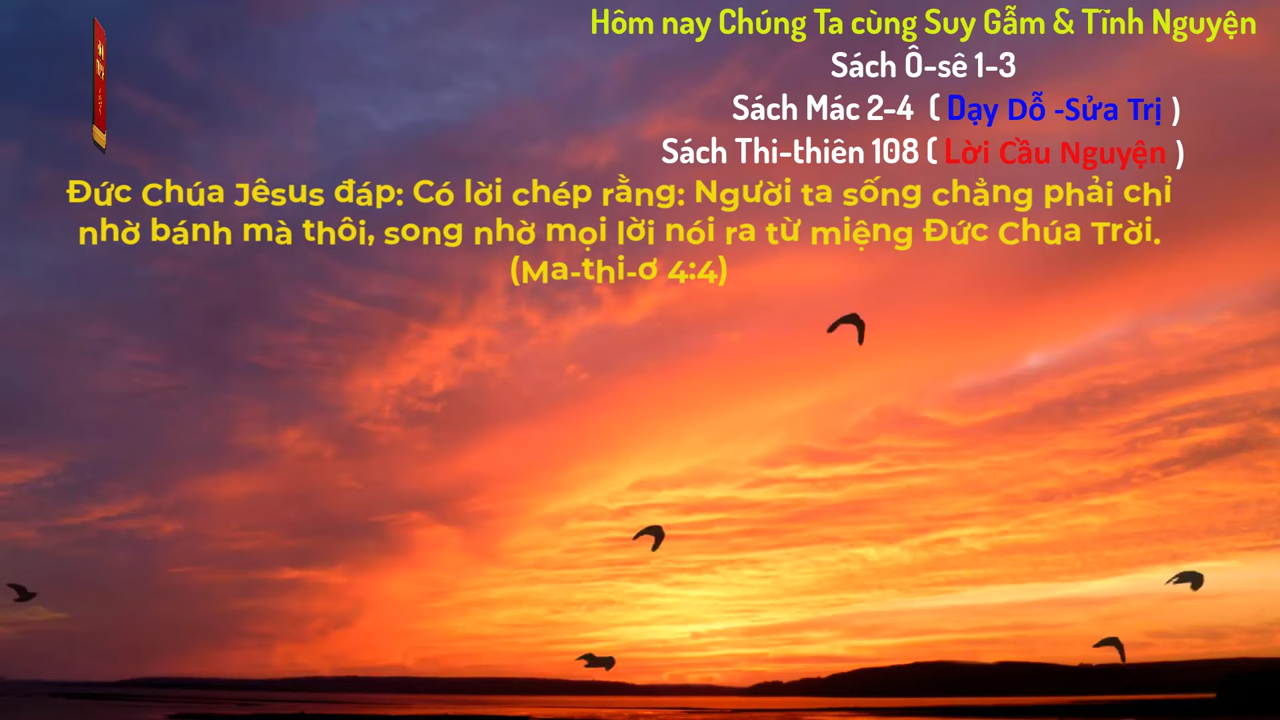 Hôm nay Chúng Ta cùng Suy Gẫm & Tĩnh Nguyện
Sách Ô-sê 1-3
Sách Mác 2-4 ( Dạy Dỗ -Sửa Trị )
Sách Thi-thiên 108 ( Lời Cầu Nguyện )
Đức Chúa Jêsus đáp: Có lời chép rằng: Người ta sống chẳng phải chỉ
nhờ bánh mà thôi, song nhờ mọi lời nói ra từ miệng Đức Chúa Trời.
(Ma-thi-ơ 4:4)